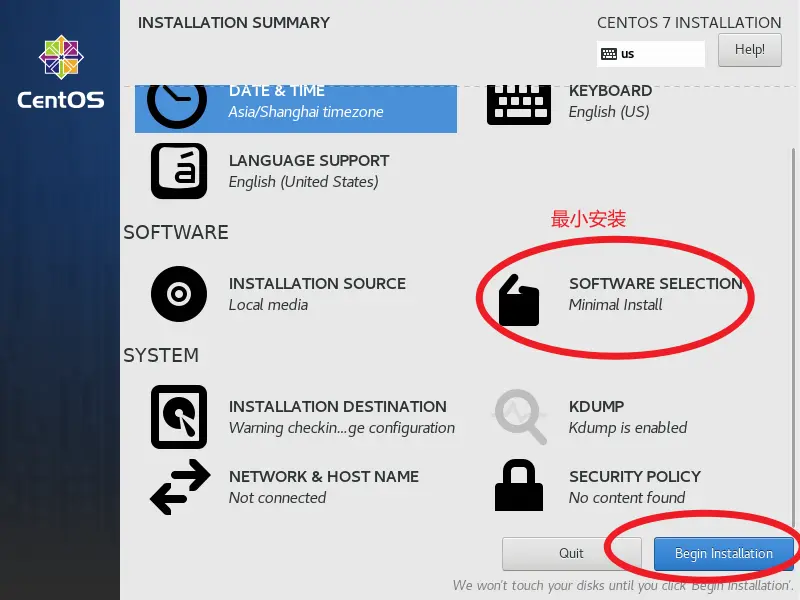 INSTALLATION SUMMARY
CENTOS 7 INSTALLATION
us
Help!
CentOS
DATE & TIME
Asia/Shanghai timezone
KEYBOARD
English (US)
á
LANGUAGE SUPPORT
English (United States)
最小安装
SOFTWARE
INSTALLATION SOURCE
Local media
SOFTWARE SELECTION
Minimal Install
SYSTEM
INSTALLATION DESTINATION
Warning checkin...ge configuration
KDUMP
Kdump is enabled
NETWORK & HOST NAME
Not connected
SECURITY POLICY
No content found
Quit
Begin Installation
We won't touch your disks until you click 'Begin Installation'.